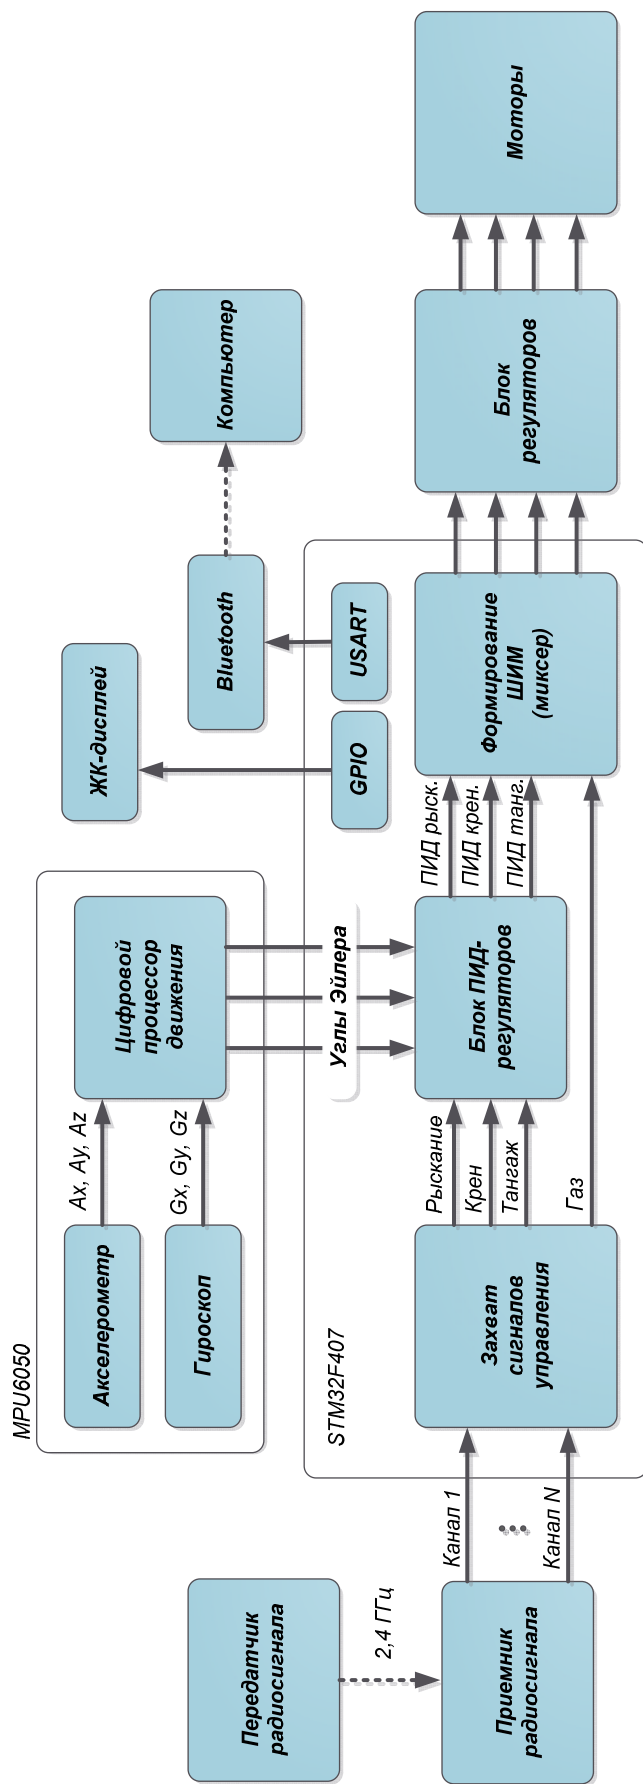 MPU6050
Акселерометр
Ax, Ay, Az
Гироскоп
Gx, Gy, Gz
Цифровой
процессор
движения
ЖК-дисплей
Bluetooth
Компьютер
Передатчик
радиосигнала
2,4 ГГц
Приемник
радиосигнала
Канал 1
Канал N
STM32F407
Углы Эйлера
GPIO
USART
Захват
сигналов
управления
Рыскание
Крен
Тангаж
Газ
Блок ПИД-
регуляторов
ПИД рыск.
ПИД крен.
ПИД танг.
Формирование
ШИМ
(миксер)
Блок
регуляторов
Моторы